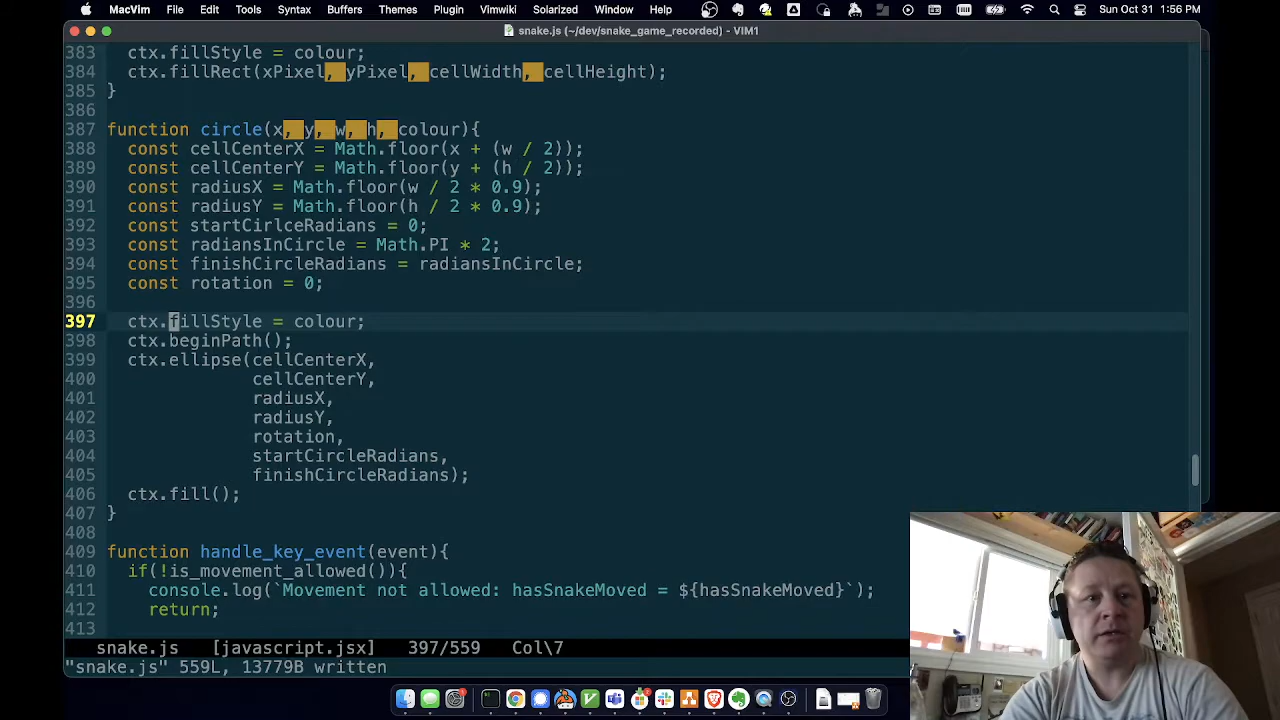 MacVim File Edit Tools Syntax Buffers Themes Plugin Vimwiki Solarized Window Help Sun Oct 31 1:56 PM
snake.js (~/dev/snake_game_recorded) - VIM1
383 ctx.fillStyle = colour;
384 ctx.fillRect(xPixel, yPixel, cellWidth, cellHeight);
385 }
386
387 function circle(x, y, w, h, colour){
388 const cellCenterX = Math.floor(x + (w / 2));
389 const cellCenterY = Math.floor(y + (h / 2));
390 const radiusX = Math.floor(w / 2 * 0.9);
391 const radiusY = Math.floor(h / 2 * 0.9);
392 const startCirlceRadians = 0;
393 const radiansInCircle = Math.PI * 2;
394 const finishCircleRadians = radiansInCircle;
395 const rotation = 0;
396
397 ctx.fillStyle = colour;
398 ctx.beginPath();
399 ctx.ellipse(cellCenterX,
400 cellCenterY,
401 radiusX,
402 radiusY,
403 rotation,
404 startCircleRadians,
405 finishCircleRadians);
406 ctx.fill();
407 }
408
409 function handle_key_event(event){
410 if(!is_movement_allowed()){
411 console.log(`Movement not allowed: hasSnakeMoved = ${hasSnakeMoved}`);
412 return;
413
snake.js [javascript.jsx] 397/559 Col\7
"snake.js" 559L, 13779B written